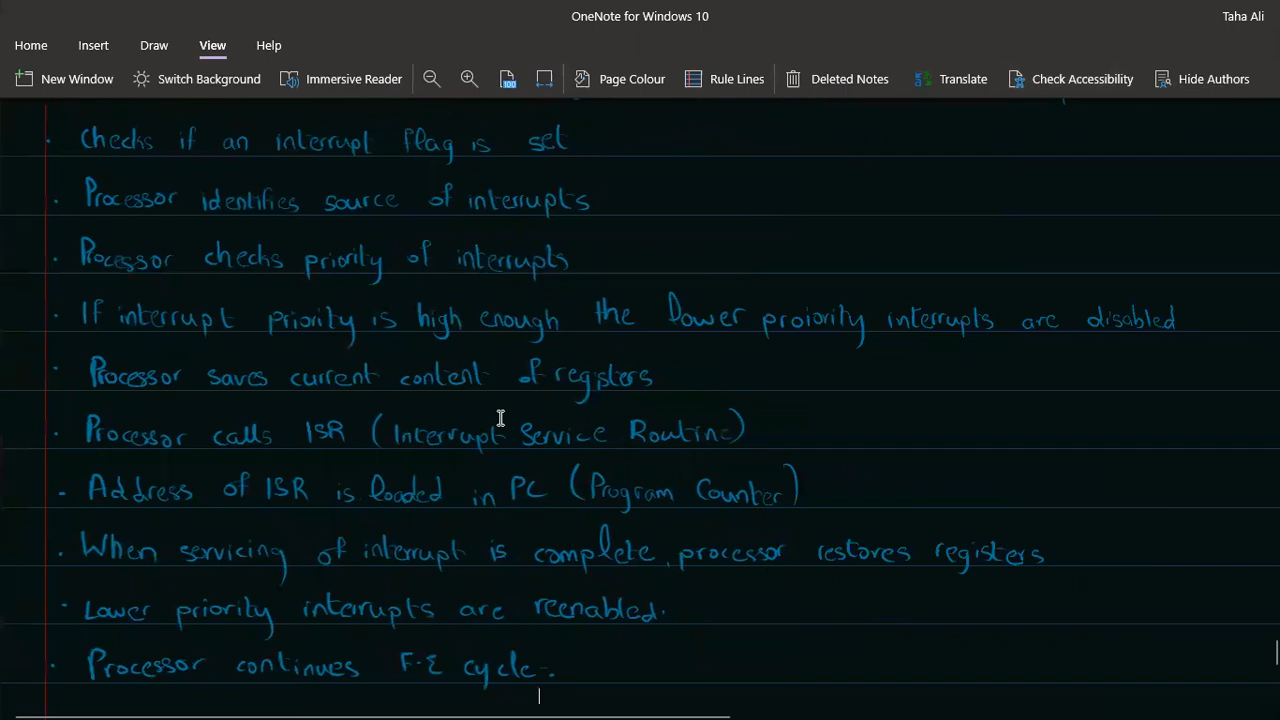 OneNote for Windows 10
Taha Ali
Home Insert Draw View Help
New Window Switch Background Immersive Reader 100 Page Colour Rule Lines Deleted Notes Translate Check Accessibility Hide Authors
· Checks if an interrupt flag is set
· Processor identifies source of interrupts
· Processor checks priority of interrupts
· If interrupt priority is high enough the lower proiority interrupts are disabled
· Processor saves current content of registers
· Processor calls ISR (Interrupt Service Routine)
· Address of ISR is loaded in PC (Program Counter)
· When servicing of interrupt is complete, processor restores registers
· Lower priority interrupts are reenabled.
· Processor continues F-E cycle.